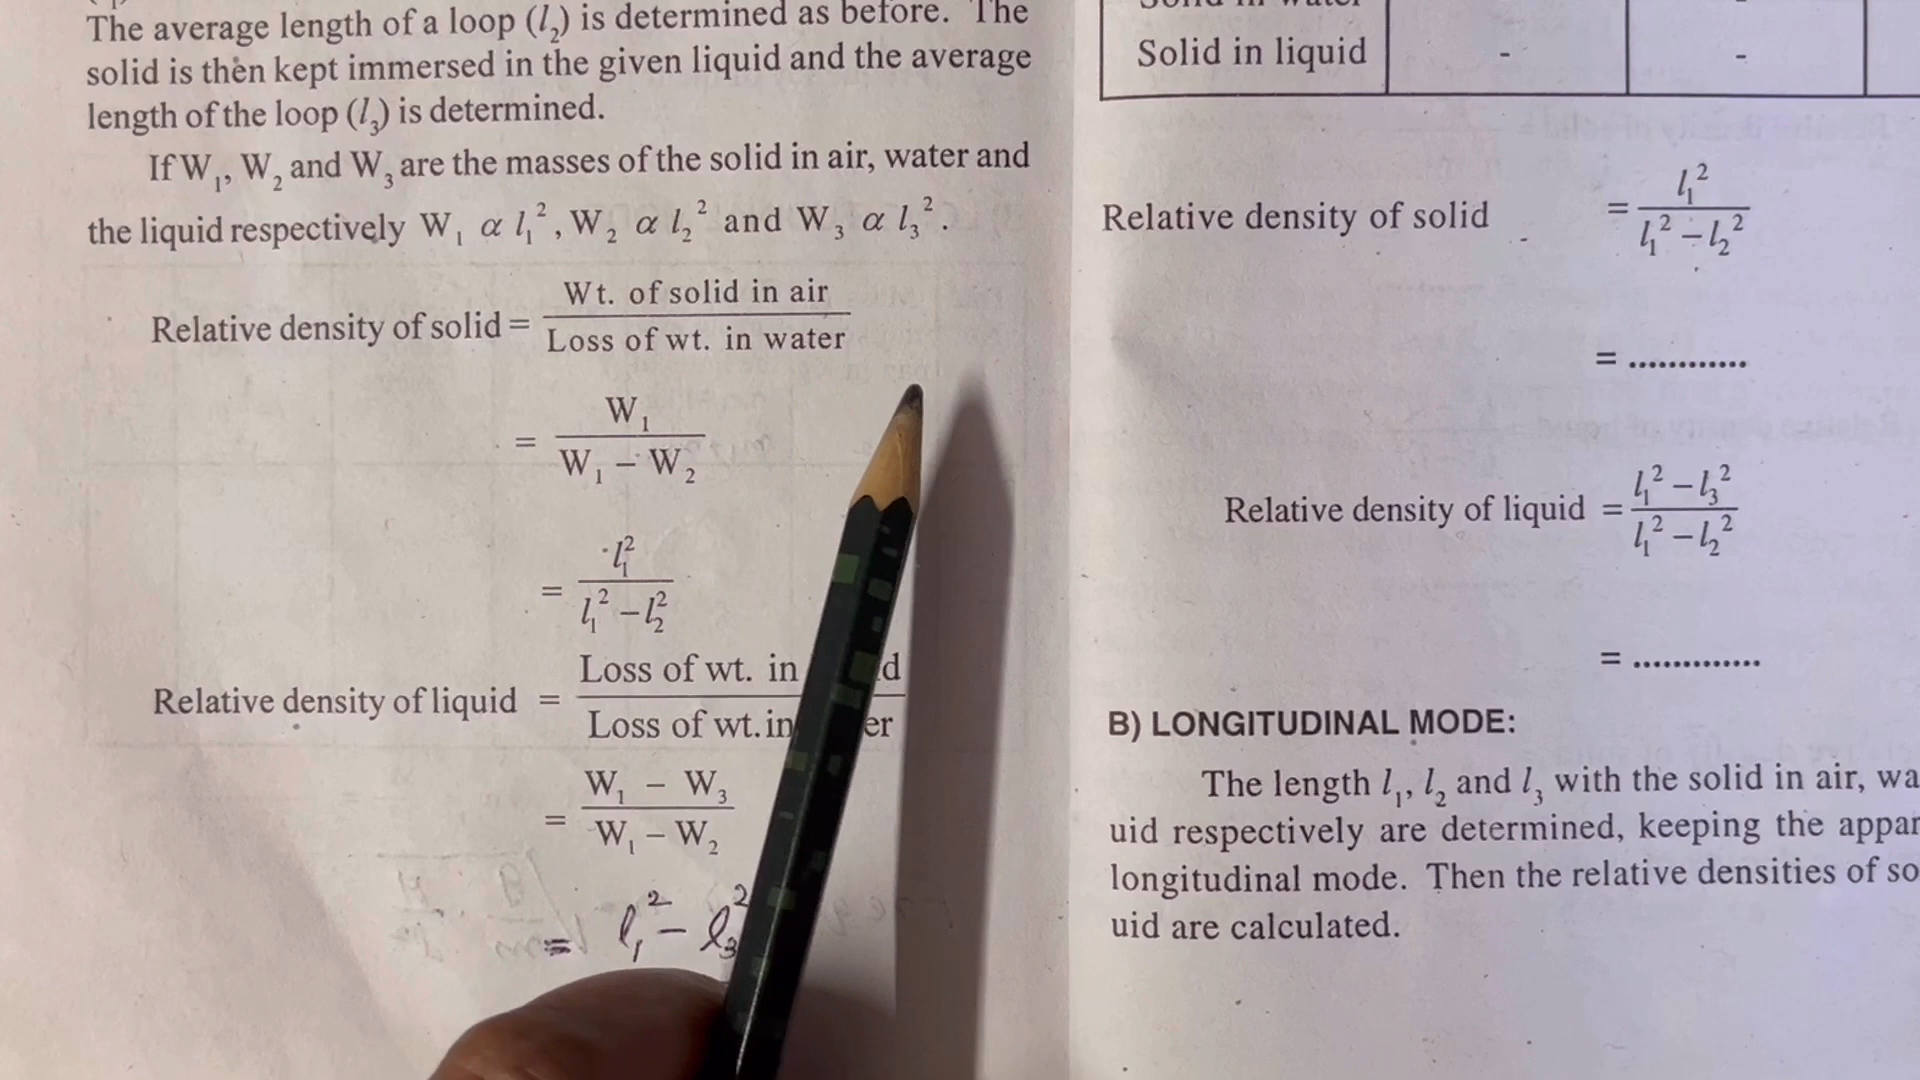 The average length of a loop (l₂) is determined as before. The
solid is then kept immersed in the given liquid and the average
length of the loop (l₃) is determined.
If W₁, W₂ and W₃ are the masses of the solid in air, water and
the liquid respectively W₁ α l₁², W₂ α l₂² and W₃ α l₃².
Relative density of solid = Wt. of solid in air / Loss of wt. in water
= W₁ / W₁ – W₂
= l₁² / l₁² – l₂²
Relative density of liquid = Loss of wt. in / Loss of wt. in
= W₁ – W₃ / W₁ – W₂
= l₁² – l₃²
Solid in liquid - -
Relative density of solid = l₁² / l₁² – l₂²
= ............
Relative density of liquid = l₁² – l₃² / l₁² – l₂²
= .............
B) LONGITUDINAL MODE:
The length l₁, l₂ and l₃ with the solid in air, wa
uid respectively are determined, keeping the appar
longitudinal mode. Then the relative densities of so
uid are calculated.